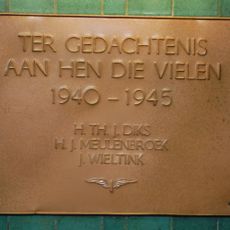 TER GEDACHTENIS
AAN HEN DIE VIELEN
1940 – 1945
H. TH. J. DIKS
H. J. MEULENBROEK
J. WIELTINK